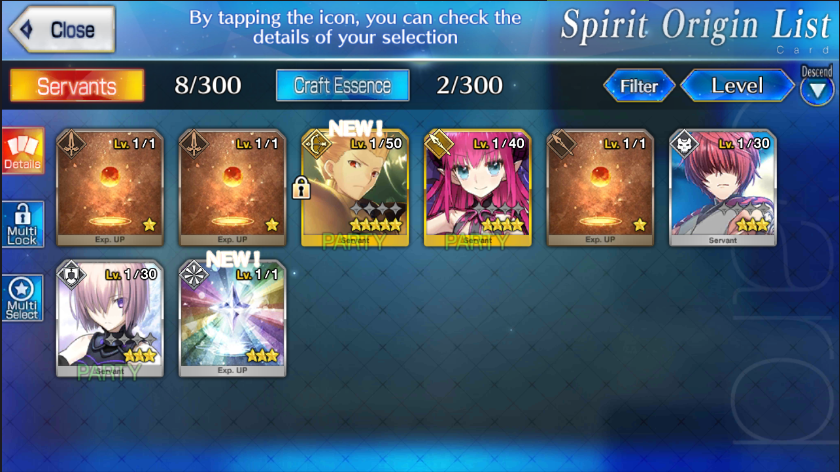 Close
By tapping the icon, you can check the
details of your selection
Spirit Origin List
Card
Servants
8/300
Craft Essence
2/300
Filter
Level
Descend
Details
Multi
Lock
Multi
Select
Lv. 1/1
Exp. UP
Lv. 1/1
Exp. UP
NEW!
Lv. 1/50
Servant
PARTY
Lv. 1/40
Servant
PARTY
Lv. 1/1
Exp. UP
Lv. 1/30
Servant
Lv. 1/30
Servant
PARTY
NEW!
Lv. 1/1
Exp. UP